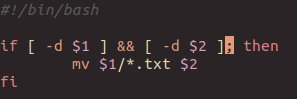 #!/bin/bash
if [ -d $1 ] && [ -d $2 ]; then
mv $1/*.txt $2
fi